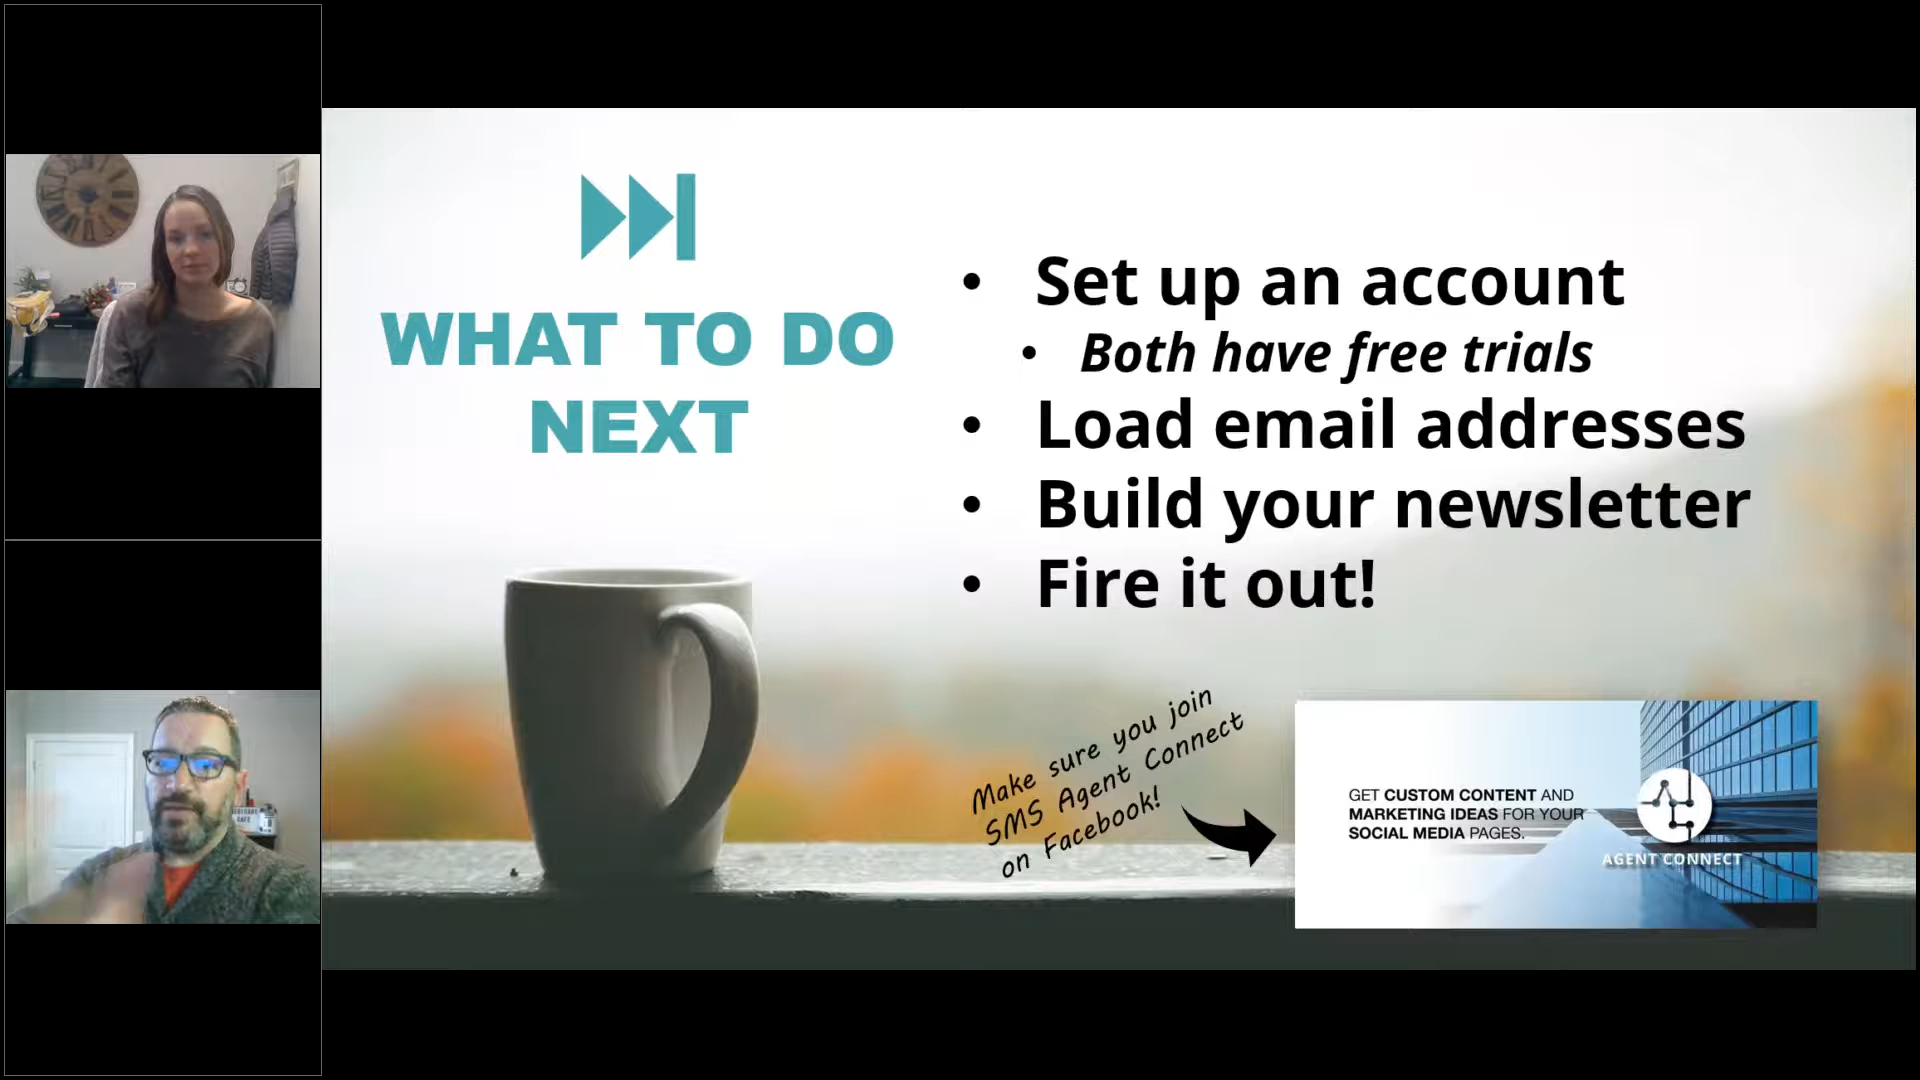 WHAT TO DO
NEXT
• Set up an account
• Both have free trials
• Load email addresses
• Build your newsletter
• Fire it out!
Make sure you join
SMS Agent Connect
on Facebook!
GET CUSTOM CONTENT AND
MARKETING IDEAS FOR YOUR
SOCIAL MEDIA PAGES.
AGENT CONNECT